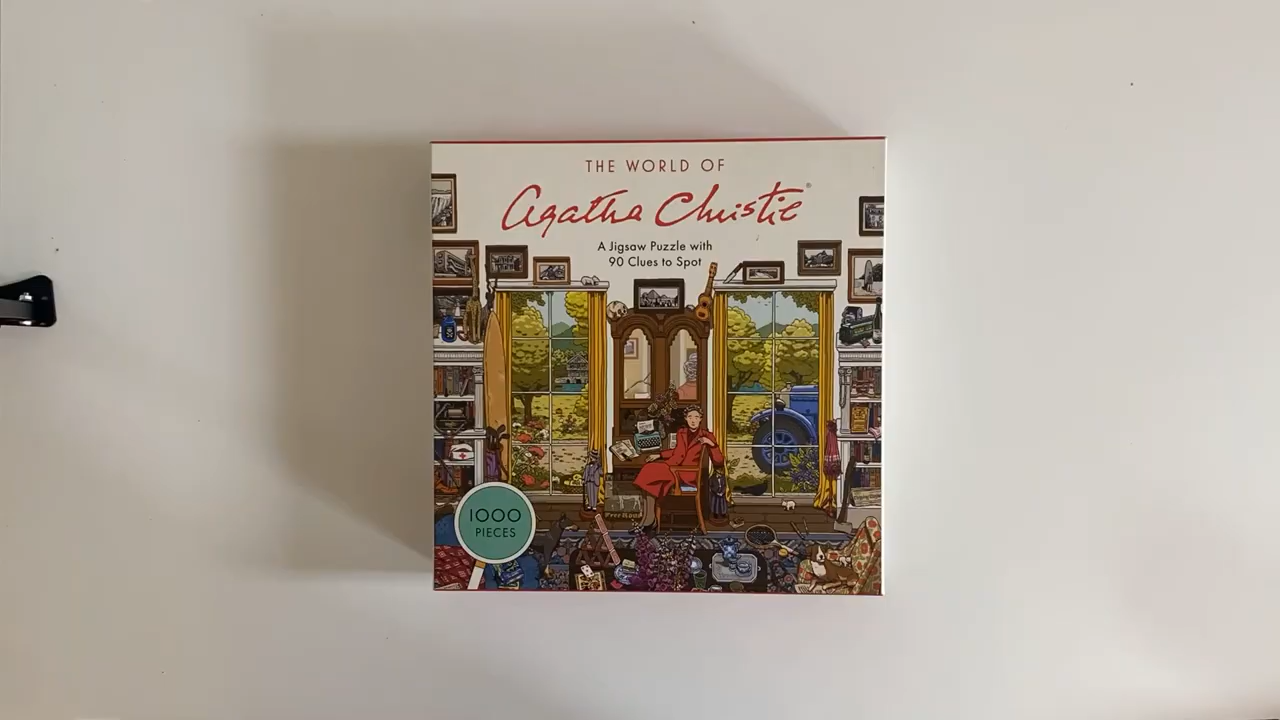 THE WORLD OF
Agatha Christie®
A Jigsaw Puzzle with
90 Clues to Spot
1000
PIECES